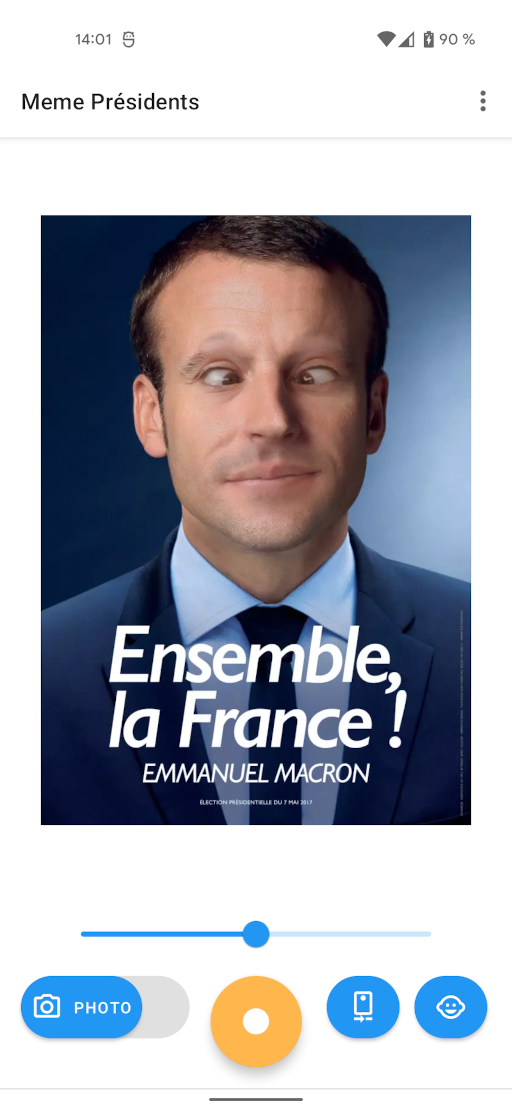 14:01
90 %
Meme Présidents
Ensemble,
la France !
EMMANUEL MACRON
ÉLECTION PRÉSIDENTIELLE DU 7 MAI 2017
PHOTO